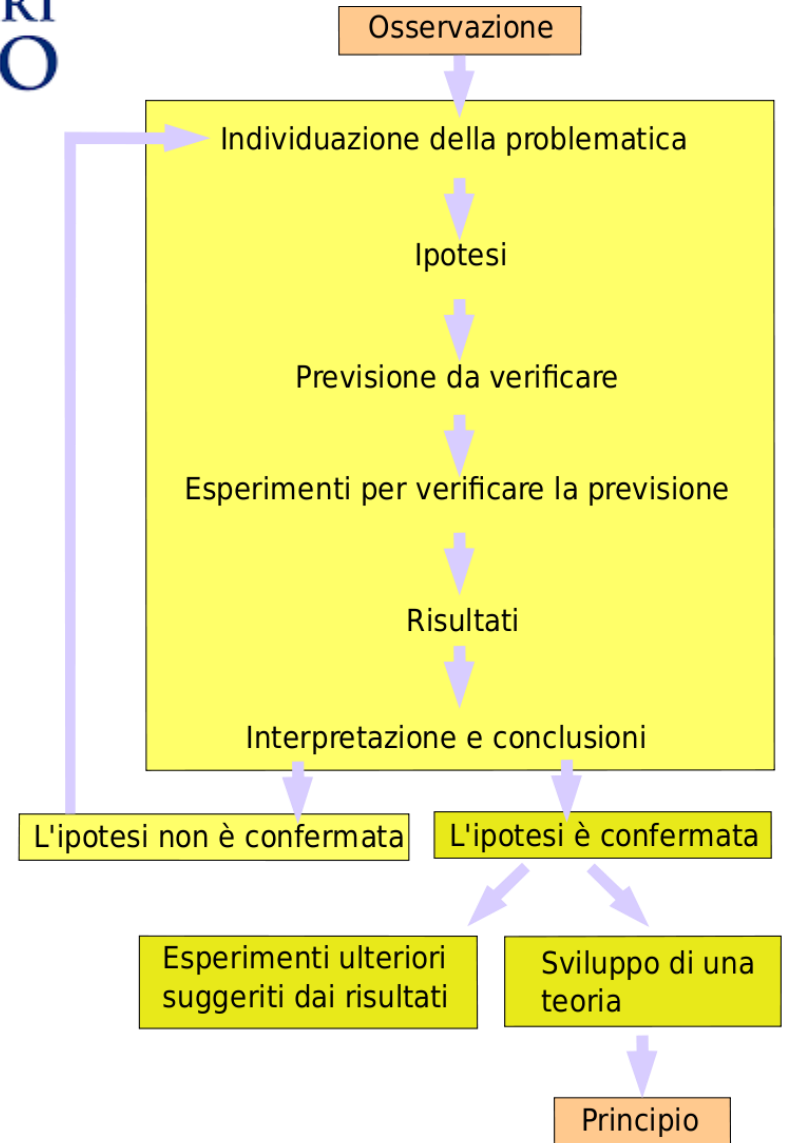 RI
O
Osservazione
Individuazione della problematica
Ipotesi
Previsione da verificare
Esperimenti per verificare la previsione
Risultati
Interpretazione e conclusioni
L'ipotesi non è confermata
L'ipotesi è confermata
Esperimenti ulteriori
suggeriti dai risultati
Sviluppo di una
teoria
Principio